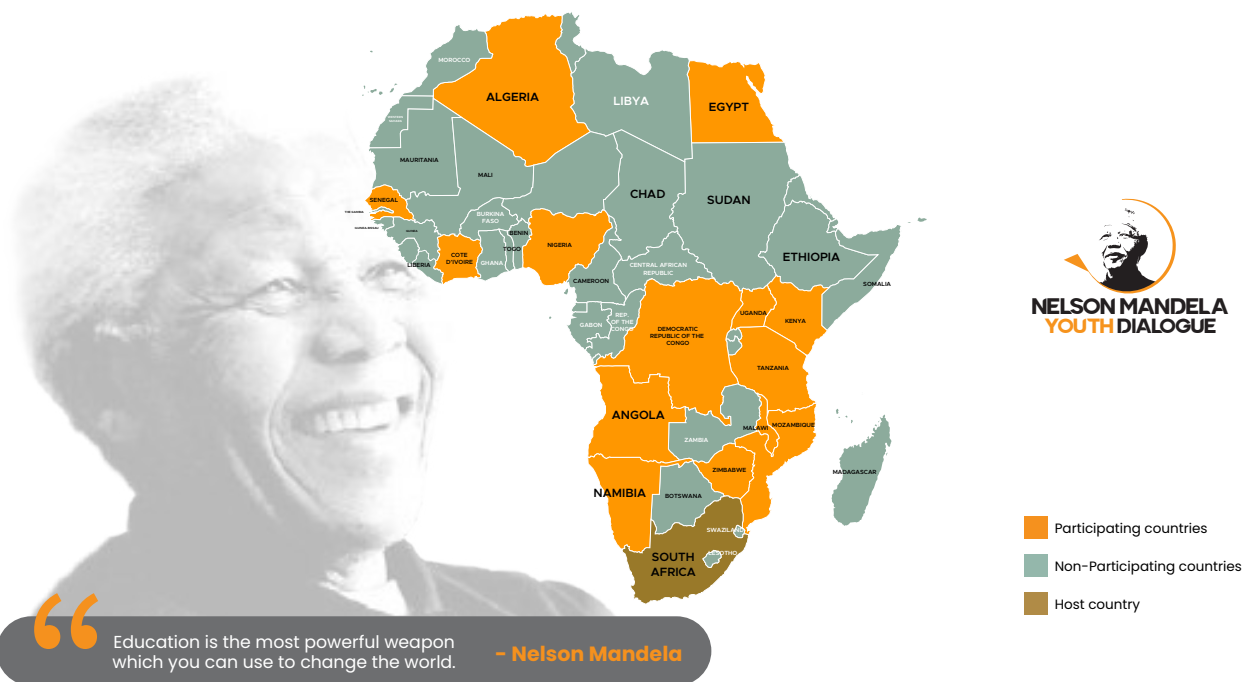 MOROCCO
ALGERIA
LIBYA
EGYPT
MAURITANIA
MALI
CHAD
SUDAN
SENEGAL
THE GAMBIA
GUINEA-BISSAU
GUINEA
BURKINA
FASO
BENIN
TOGO
NIGERIA
COTE
D'IVOIRE
GHANA
LIBERIA
CAMEROON
CENTRAL AFRICAN
REPUBLIC
ETHIOPIA
SOMALIA
GABON
REP.
OF THE
CONGO
DEMOCRATIC
REPUBLIC OF THE
CONGO
UGANDA
KENYA
TANZANIA
ANGOLA
ZAMBIA
MALAWI
MOZAMBIQUE
ZIMBABWE
MADAGASCAR
NAMIBIA
BOTSWANA
SWAZILAND
LESOTHO
SOUTH
AFRICA
NELSON MANDELA
YOUTH DIALOGUE
Participating countries
Non-Participating countries
Host country
“
Education is the most powerful weapon
which you can use to change the world.
- Nelson Mandela